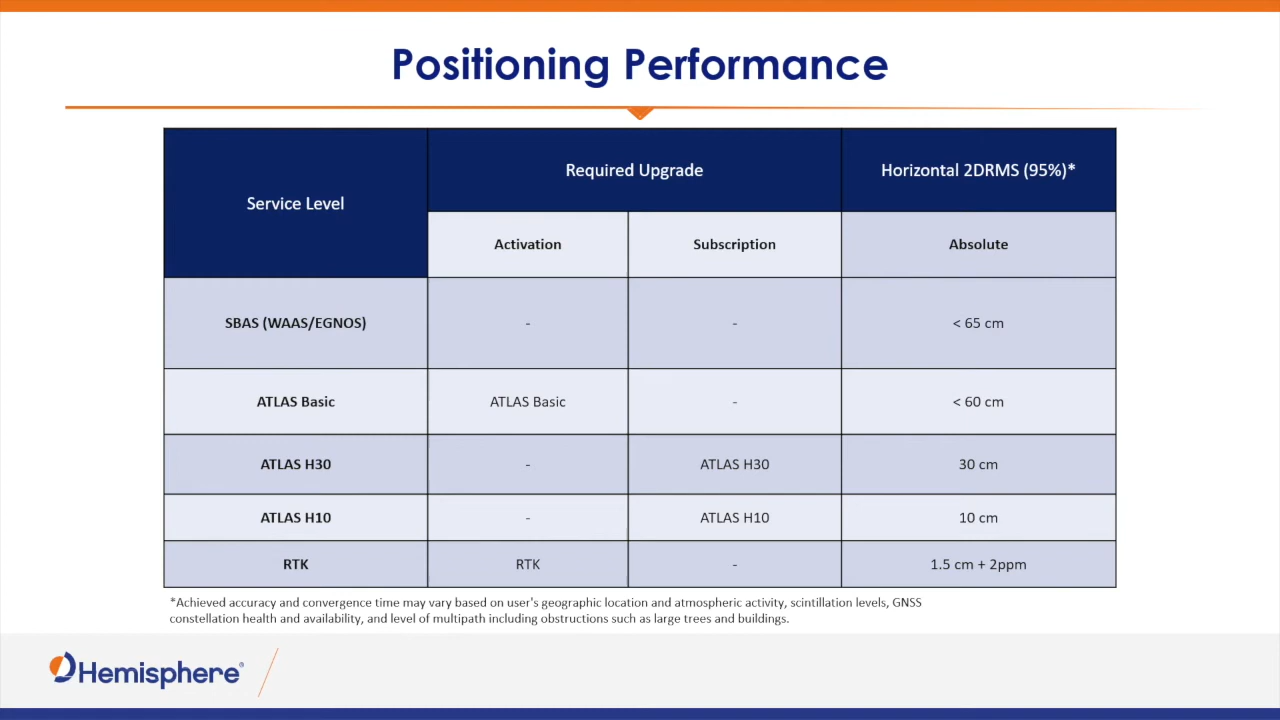 Positioning Performance
Service Level
Required Upgrade
Horizontal 2DRMS (95%)*
Activation
Subscription
Absolute
SBAS (WAAS/EGNOS)
-
-
< 65 cm
ATLAS Basic
ATLAS Basic
-
< 60 cm
ATLAS H30
-
ATLAS H30
30 cm
ATLAS H10
-
ATLAS H10
10 cm
RTK
RTK
-
1.5 cm + 2ppm
*Achieved accuracy and convergence time may vary based on user's geographic location and atmospheric activity, scintillation levels, GNSS
constellation health and availability, and level of multipath including obstructions such as large trees and buildings.
Hemisphere®